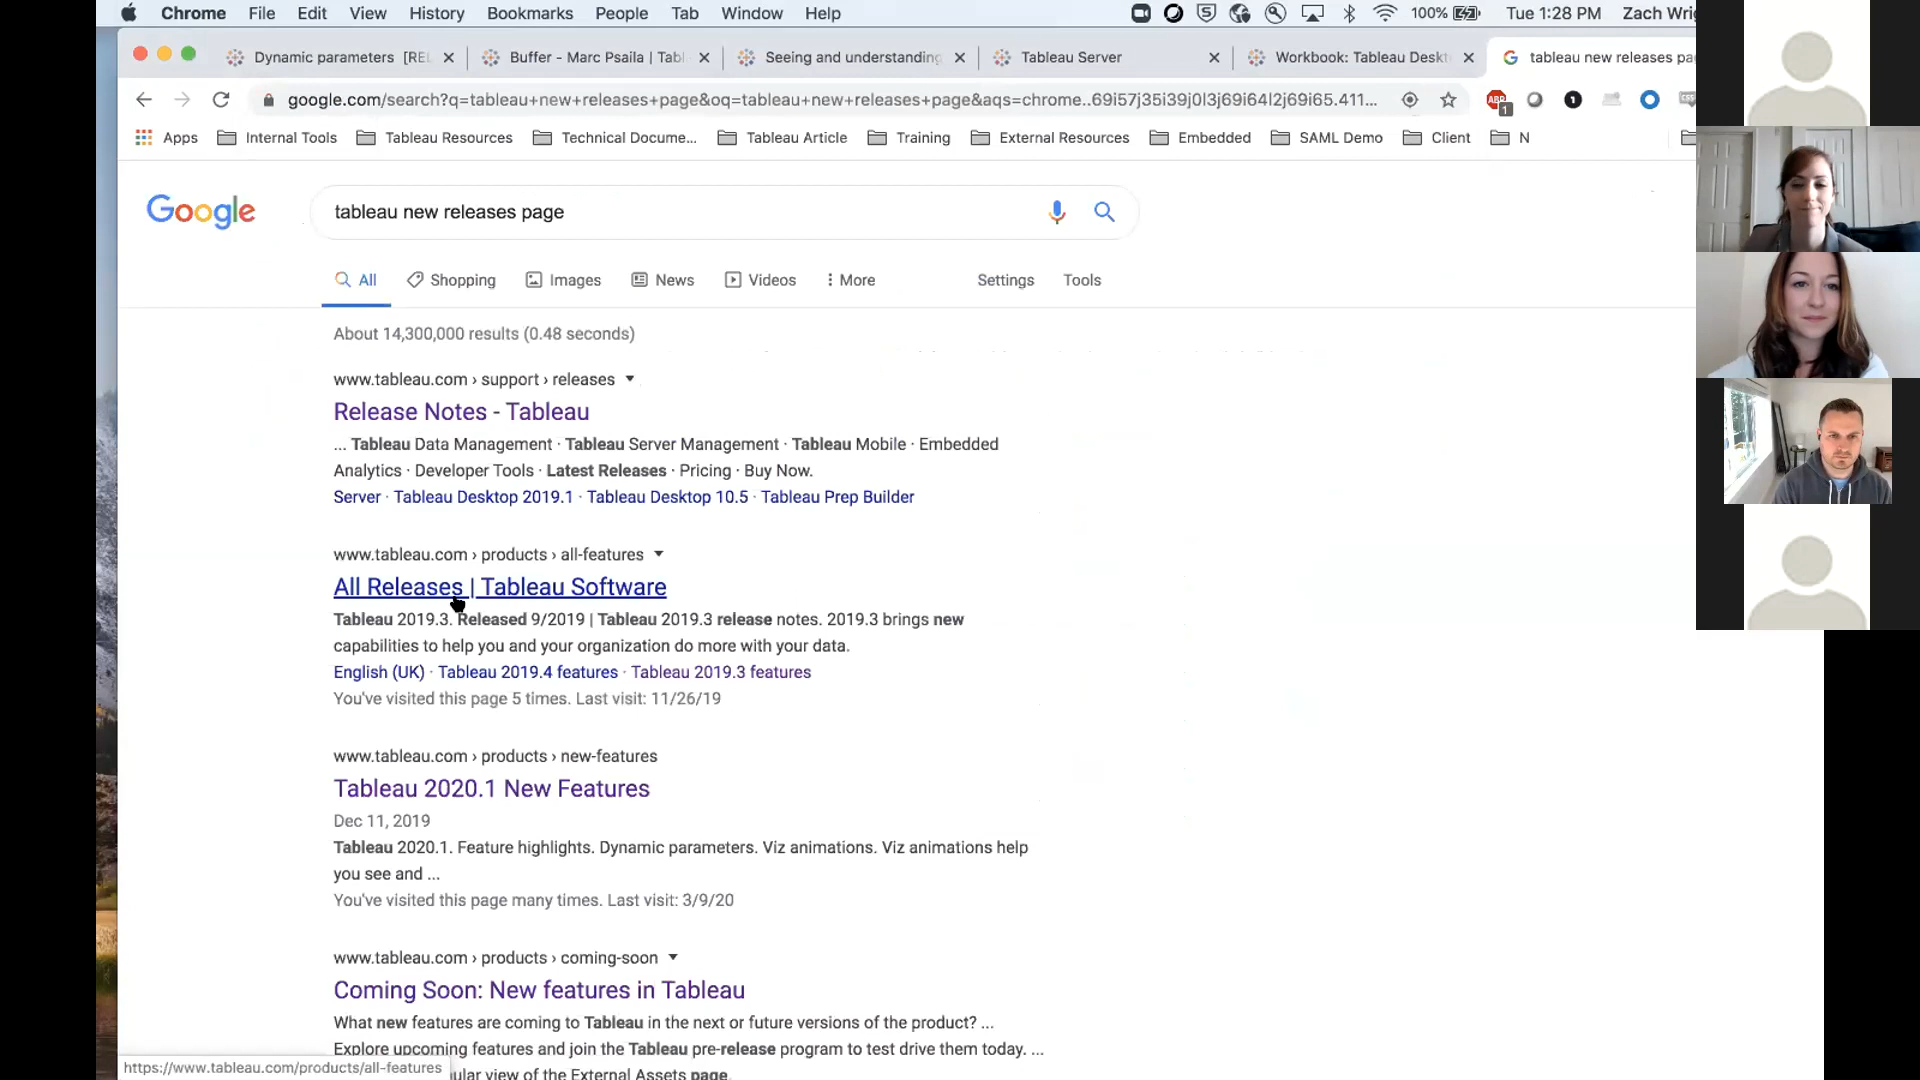 Chrome File Edit View History Bookmarks People Tab Window Help 100% Tue 1:28 PM Zach Wrig
Dynamic parameters [REL Buffer - Marc Psaila | Tabl Seeing and understanding Tableau Server Workbook: Tableau Deskt tableau new releases pa
google.com/search?q=tableau+new+releases+page&oq=tableau+new+releases+page&aqs=chrome..69i57j35i39j0l3j69i64l2j69i65.411... ABP 1 1
Apps Internal Tools Tableau Resources Technical Docume... Tableau Article Training External Resources Embedded SAML Demo Client N
Google tableau new releases page
All Shopping Images News Videos More Settings Tools
About 14,300,000 results (0.48 seconds)
www.tableau.com › support › releases
Release Notes - Tableau
... Tableau Data Management · Tableau Server Management · Tableau Mobile · Embedded
Analytics · Developer Tools · Latest Releases · Pricing · Buy Now.
Server · Tableau Desktop 2019.1 · Tableau Desktop 10.5 · Tableau Prep Builder
www.tableau.com › products › all-features
All Releases | Tableau Software
Tableau 2019.3. Released 9/2019 | Tableau 2019.3 release notes. 2019.3 brings new
capabilities to help you and your organization do more with your data.
English (UK) · Tableau 2019.4 features · Tableau 2019.3 features
You've visited this page 5 times. Last visit: 11/26/19
www.tableau.com › products › new-features
Tableau 2020.1 New Features
Dec 11, 2019
Tableau 2020.1. Feature highlights. Dynamic parameters. Viz animations. Viz animations help
you see and ...
You've visited this page many times. Last visit: 3/9/20
www.tableau.com › products › coming-soon
Coming Soon: New features in Tableau
What new features are coming to Tableau in the next or future versions of the product? ...
Explore upcoming features and join the Tableau pre-release program to test drive them today. ...
https://www.tableau.com/products/all-features ular view of the External Assets page.